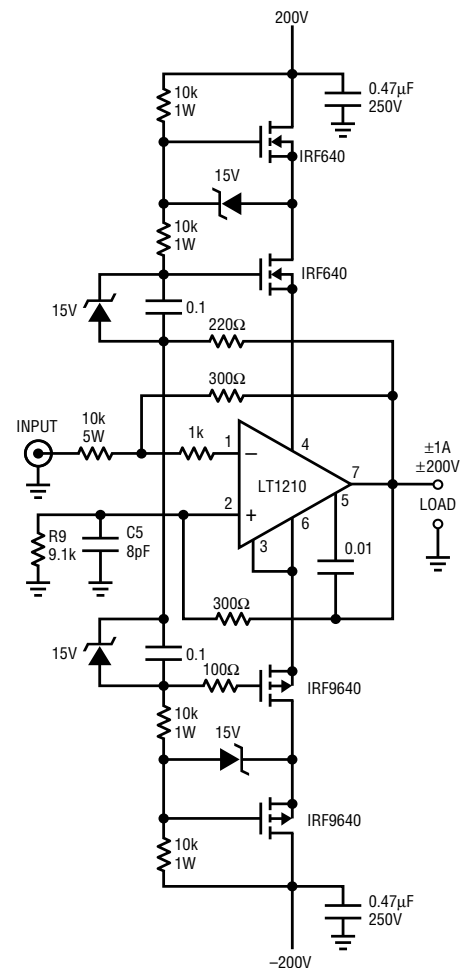 200V
10k
1W
0.47µF
250V
IRF640
15V
10k
1W
IRF640
15V
0.1
220Ω
300Ω
INPUT
10k
5W
1k
1
–
4
LT1210
7
±1A
±200V
LOAD
2
+
6
5
3
R9
9.1k
C5
8pF
0.01
300Ω
15V
0.1
100Ω
IRF9640
10k
1W
15V
IRF9640
10k
1W
0.47µF
250V
–200V